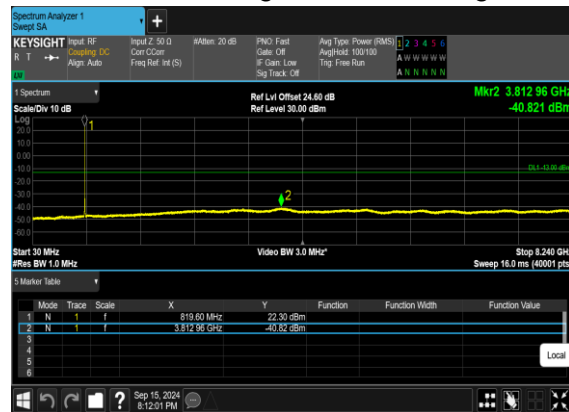 Spectrum Analyzer 1
Swept SA
+
KEYSIGHT Input: RF Input Z: 50 Ω #Atten: 20 dB PNO: Fast Avg Type: Power (RMS) 1 2 3 4 5 6
R T Coupling: DC Corr CCorr Gate: Off Avg|Hold: 100/100 A W W W W W
Align: Auto Freq Ref: Int (S) IF Gain: Low Trig: Free Run
LW Sig Track: Off A N N N N N
1 Spectrum Ref Lvl Offset 24.60 dB Mkr2 3.812 96 GHz
Scale/Div 10 dB Ref Level 30.00 dBm -40.821 dBm
Log
1
20.0
10.0
0.00
-10.0 DL1 -13.00 dBm
-20.0
-30.0
-40.0 2
-50.0
-60.0
Start 30 MHz Video BW 3.0 MHz* Stop 8.240 GHz
#Res BW 1.0 MHz Sweep 16.0 ms (40001 pts)
5 Marker Table
Mode Trace Scale X Y Function Function Width Function Value
1 N 1 f 819.60 MHz 22.30 dBm
2 N 1 f 3.812 96 GHz -40.82 dBm
3
4
5
6
Local
? Sep 15, 2024
8:12:01 PM